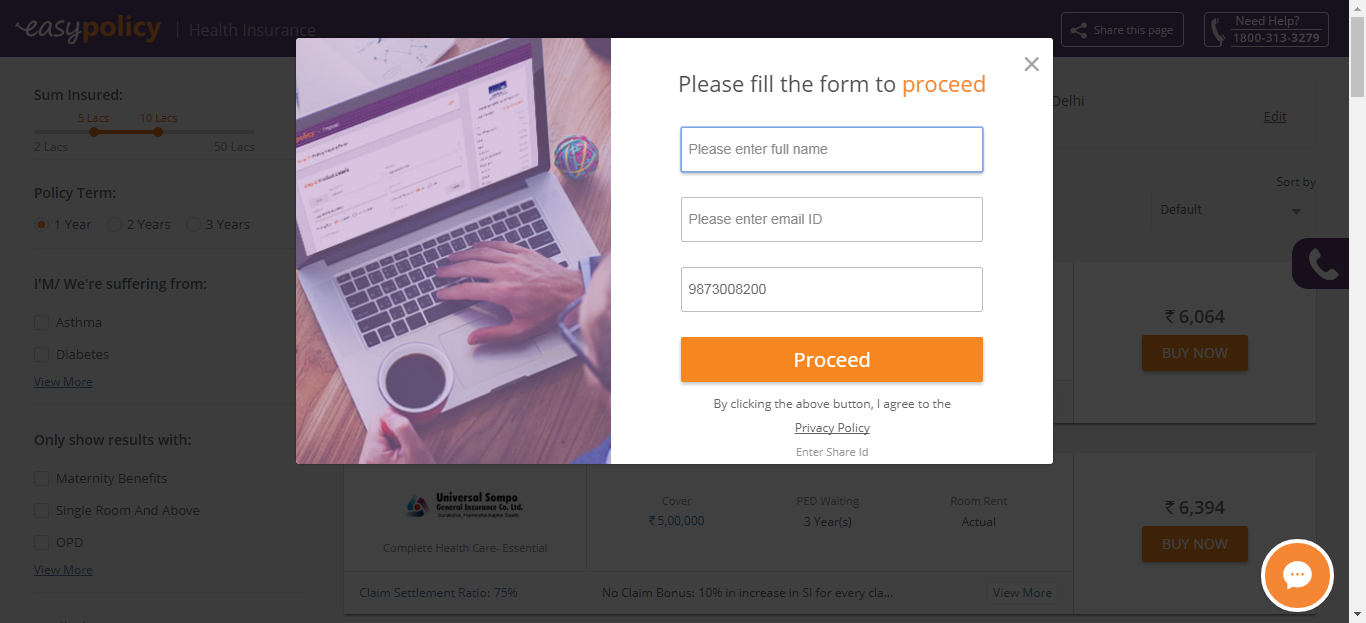 easypolicy | Health Insurance
Share this page
Need Help?
1800-313-3279
Sum Insured:
5 Lacs 10 Lacs
2 Lacs 50 Lacs
Policy Term:
1 Year 2 Years 3 Years
I'M/ We're suffering from:
Asthma
Diabetes
View More
Only show results with:
Maternity Benefits
Single Room And Above
OPD
View More
Please fill the form to proceed
Please enter full name
Please enter email ID
9873008200
Proceed
By clicking the above button, I agree to the
Privacy Policy
Enter Share Id
Delhi
Edit
Sort by
Default
₹ 6,064
BUY NOW
Universal Sompo
General Insurance Co. Ltd.
Complete Health Care- Essential
Cover
₹ 5,00,000
PED Waiting
3 Year(s)
Room Rent
Actual
₹ 6,394
BUY NOW
Claim Settlement Ratio: 75%
No Claim Bonus: 10% in increase in SI for every cla...
View More